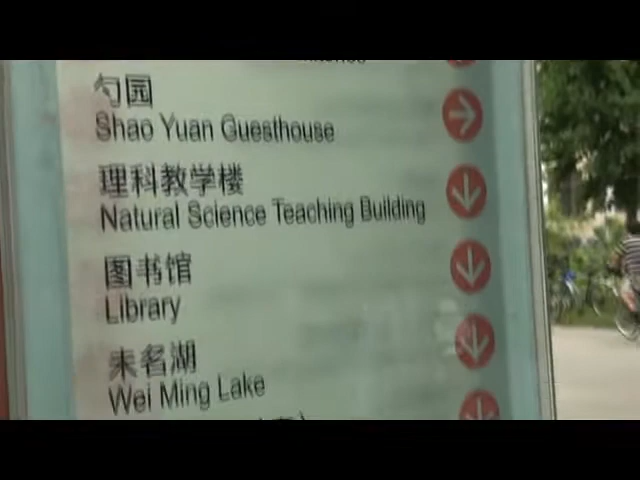 勺园
Shao Yuan Guesthouse
理科教学楼
Natural Science Teaching Building
图书馆
Library
未名湖
Wei Ming Lake